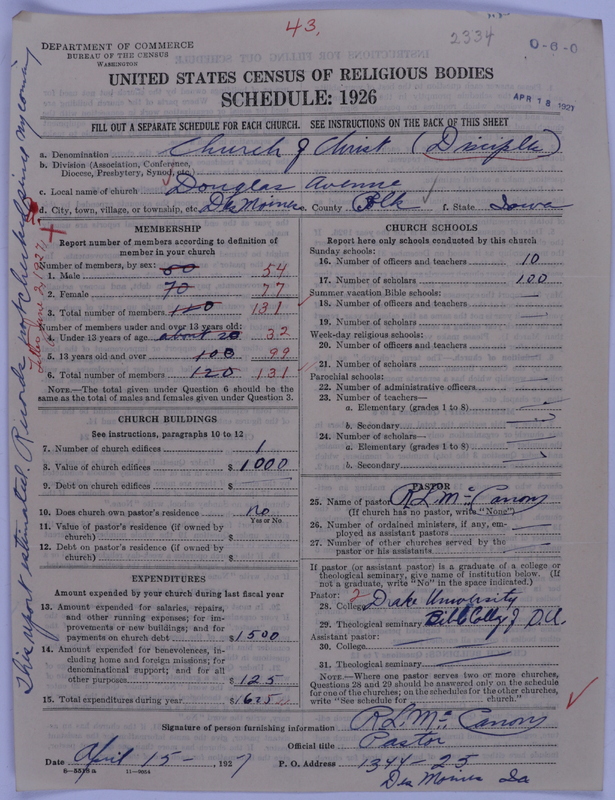 43.
2334
0-6-0
DEPARTMENT OF COMMERCE
BUREAU OF THE CENSUS
WASHINGTON
UNITED STATES CENSUS OF RELIGIOUS BODIES
SCHEDULE: 1926
APR 18 1927
FILL OUT A SEPARATE SCHEDULE FOR EACH CHURCH. SEE INSTRUCTIONS ON THE BACK OF THIS SHEET
a. Denomination Church of Christ (Disciple)
b. Division (Association, Conference, Diocese, Presbytery, Synod, etc.)
c. Local name of church Douglas Avenue
d. City, town, village, or township, etc. Des Moines e. County Polk f. State Iowa
MEMBERSHIP
Report number of members according to definition of member in your church
Number of members, by sex:
1. Male 50 54
2. Female 70 77
3. Total number of members 120 131
Number of members under and over 13 years old:
4. Under 13 years of age about 20 32
5. 13 years old and over 100 99
6. Total number of members 120 131
NOTE.—The total given under Question 6 should be the same as the total of males and females given under Question 3.
CHURCH BUILDINGS
See instructions, paragraphs 10 to 12
7. Number of church edifices 1
8. Value of church edifices $1000
9. Debt on church edifices $
10. Does church own pastor's residence No
Yes or No
11. Value of pastor's residence (if owned by church) $
12. Debt on pastor's residence (if owned by church) $
EXPENDITURES
Amount expended by your church during last fiscal year
13. Amount expended for salaries, repairs, and other running expenses; for improvements or new buildings; and for payments on church debt $1500
14. Amount expended for benevolences, including home and foreign missions; for denominational support; and for all other purposes $125
15. Total expenditures during year $1625
CHURCH SCHOOLS
Report here only schools conducted by this church
Sunday schools:
16. Number of officers and teachers 10
17. Number of scholars 100
Summer vacation Bible schools:
18. Number of officers and teachers
19. Number of scholars
Week-day religious schools:
20. Number of officers and teachers
21. Number of scholars
Parochial schools:
22. Number of administrative officers
23. Number of teachers—
a. Elementary (grades 1 to 8)
b. Secondary
24. Number of scholars—
a. Elementary (grades 1 to 8)
b. Secondary
PASTOR
25. Name of pastor R L Mc Carrony
(If church has no pastor, write "None")
26. Number of ordained ministers, if any, employed as assistant pastors
27. Number of other churches served by the pastor or his assistants
If pastor (or assistant pastor) is a graduate of a college or theological seminary, give name of institution below. (If not a graduate, write "No" in the space indicated.)
Pastor: 2
28. College Drake University
29. Theological seminary Bible Colleg of D.U.
Assistant pastor:
30. College
31. Theological seminary
NOTE.—Where one pastor serves two or more churches, Questions 28 and 29 should be answered only on the schedule for one of the churches; on the schedules for the other churches, write "See schedule for church."
Signature of person furnishing information R L Mc Carrony
Official title Pastor
Date April 15— , 1927 P. O. Address 1344 - 25
Des Moines Ia
8-5518a 11-9004
This report estimated. Records not checked since my coming
Letter June 24, 1927